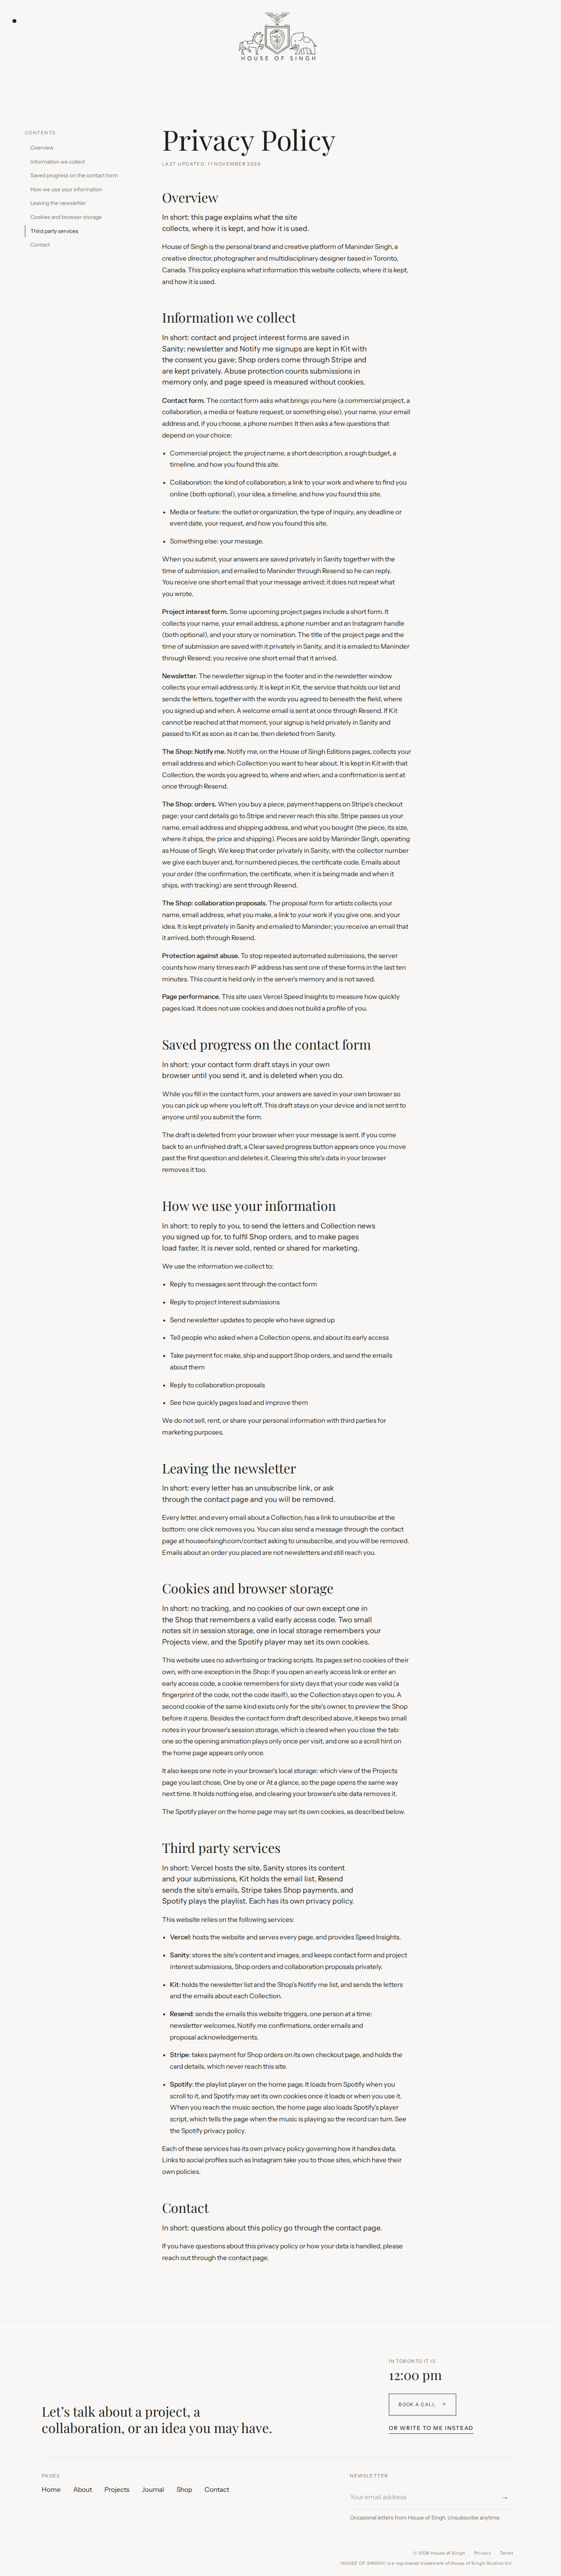 HOUSE OF SINGH
CONTENTS
Overview
Information we collect
Saved progress on the contact form
How we use your information
Leaving the newsletter
Cookies and browser storage
Third party services
Contact
Privacy Policy
LAST UPDATED: 11 NOVEMBER 2026
Overview
In short: this page explains what the site
collects, where it is kept, and how it is used.
House of Singh is the personal brand and creative platform of Maninder Singh, a
creative director, photographer and multidisciplinary designer based in Toronto,
Canada. This policy explains what information this website collects, where it is kept,
and how it is used.
Information we collect
In short: contact and project interest forms are saved in
Sanity; newsletter and Notify me signups are kept in Kit with
the consent you gave; Shop orders come through Stripe and
are kept privately. Abuse protection counts submissions in
memory only, and page speed is measured without cookies.
Contact form. The contact form asks what brings you here (a commercial project, a
collaboration, a media or feature request, or something else), your name, your email
address and, if you choose, a phone number. It then asks a few questions that
depend on your choice:
• Commercial project: the project name, a short description, a rough budget, a
timeline, and how you found this site.
• Collaboration: the kind of collaboration, a link to your work and where to find you
online (both optional), your idea, a timeline, and how you found this site.
• Media or feature: the outlet or organization, the type of inquiry, any deadline or
event date, your request, and how you found this site.
• Something else: your message.
When you submit, your answers are saved privately in Sanity together with the
time of submission, and emailed to Maninder through Resend so he can reply.
You receive one short email that your message arrived; it does not repeat what
you wrote.
Project interest form. Some upcoming project pages include a short form. It
collects your name, your email address, a phone number and an Instagram handle
(both optional), and your story or nomination. The title of the project page and the
time of submission are saved with it privately in Sanity, and it is emailed to Maninder
through Resend; you receive one short email that it arrived.
Newsletter. The newsletter signup in the footer and in the newsletter window
collects your email address only. It is kept in Kit, the service that holds our list and
sends the letters, together with the words you agreed to beneath the field, where
you signed up and when. A welcome email is sent at once through Resend. If Kit
cannot be reached at that moment, your signup is held privately in Sanity and
passed to Kit as soon as it can be, then deleted from Sanity.
The Shop: Notify me. Notify me, on the House of Singh Editions pages, collects your
email address and which Collection you want to hear about. It is kept in Kit with that
Collection, the words you agreed to, where and when, and a confirmation is sent at
once through Resend.
The Shop: orders. When you buy a piece, payment happens on Stripe's checkout
page: your card details go to Stripe and never reach this site. Stripe passes us your
name, email address and shipping address, and what you bought (the piece, its size,
where it ships, the price and shipping). Pieces are sold by Maninder Singh, operating
as House of Singh. We keep that order privately in Sanity, with the collector number
we give each buyer and, for numbered pieces, the certificate code. Emails about
your order (the confirmation, the certificate, when it is being made and when it
ships, with tracking) are sent through Resend.
The Shop: collaboration proposals. The proposal form for artists collects your
name, email address, what you make, a link to your work if you give one, and your
idea. It is kept privately in Sanity and emailed to Maninder; you receive an email that
it arrived, both through Resend.
Protection against abuse. To stop repeated automated submissions, the server
counts how many times each IP address has sent one of these forms in the last ten
minutes. This count is held only in the server's memory and is not saved.
Page performance. This site uses Vercel Speed Insights to measure how quickly
pages load. It does not use cookies and does not build a profile of you.
Saved progress on the contact form
In short: your contact form draft stays in your own
browser until you send it, and is deleted when you do.
While you fill in the contact form, your answers are saved in your own browser so
you can pick up where you left off. This draft stays on your device and is not sent to
anyone until you submit the form.
The draft is deleted from your browser when your message is sent. If you come
back to an unfinished draft, a Clear saved progress button appears once you move
past the first question and deletes it. Clearing this site's data in your browser
removes it too.
How we use your information
In short: to reply to you, to send the letters and Collection news
you signed up for, to fulfil Shop orders, and to make pages
load faster. It is never sold, rented or shared for marketing.
We use the information we collect to:
• Reply to messages sent through the contact form
• Reply to project interest submissions
• Send newsletter updates to people who have signed up
• Tell people who asked when a Collection opens, and about its early access
• Take payment for, make, ship and support Shop orders, and send the emails
about them
• Reply to collaboration proposals
• See how quickly pages load and improve them
We do not sell, rent, or share your personal information with third parties for
marketing purposes.
Leaving the newsletter
In short: every letter has an unsubscribe link, or ask
through the contact page and you will be removed.
Every letter, and every email about a Collection, has a link to unsubscribe at the
bottom: one click removes you. You can also send a message through the contact
page at houseofsingh.com/contact asking to unsubscribe, and you will be removed.
Emails about an order you placed are not newsletters and still reach you.
Cookies and browser storage
In short: no tracking, and no cookies of our own except one in
the Shop that remembers a valid early access code. Two small
notes sit in session storage, one in local storage remembers your
Projects view, and the Spotify player may set its own cookies.
This website uses no advertising or tracking scripts. Its pages set no cookies of their
own, with one exception in the Shop: if you open an early access link or enter an
early access code, a cookie remembers for sixty days that your code was valid (a
fingerprint of the code, not the code itself), so the Collection stays open to you. A
second cookie of the same kind exists only for the site's owner, to preview the Shop
before it opens. Besides the contact form draft described above, it keeps two small
notes in your browser's session storage, which is cleared when you close the tab:
one so the opening animation plays only once per visit, and one so a scroll hint on
the home page appears only once.
It also keeps one note in your browser's local storage: which view of the Projects
page you last chose, One by one or At a glance, so the page opens the same way
next time. It holds nothing else, and clearing your browser's site data removes it.
The Spotify player on the home page may set its own cookies, as described below.
Third party services
In short: Vercel hosts the site, Sanity stores its content
and your submissions, Kit holds the email list, Resend
sends the site's emails, Stripe takes Shop payments, and
Spotify plays the playlist. Each has its own privacy policy.
This website relies on the following services:
• Vercel: hosts the website and serves every page, and provides Speed Insights.
• Sanity: stores the site's content and images, and keeps contact form and project
interest submissions, Shop orders and collaboration proposals privately.
• Kit: holds the newsletter list and the Shop's Notify me list, and sends the letters
and the emails about each Collection.
• Resend: sends the emails this website triggers, one person at a time:
newsletter welcomes, Notify me confirmations, order emails and
proposal acknowledgements.
• Stripe: takes payment for Shop orders on its own checkout page, and holds the
card details, which never reach this site.
• Spotify: the playlist player on the home page. It loads from Spotify when you
scroll to it, and Spotify may set its own cookies once it loads or when you use it.
When you reach the music section, the home page also loads Spotify's player
script, which tells the page when the music is playing so the record can turn. See
the Spotify privacy policy.
Each of these services has its own privacy policy governing how it handles data.
Links to social profiles such as Instagram take you to those sites, which have their
own policies.
Contact
In short: questions about this policy go through the contact page.
If you have questions about this privacy policy or how your data is handled, please
reach out through the contact page.
IN TORONTO IT IS
12:00 pm
BOOK A CALL
OR WRITE TO ME INSTEAD
Let's talk about a project, a
collaboration, or an idea you may have.
PAGES
Home About Projects Journal Shop Contact
NEWSLETTER
Your email address →
Occasional letters from House of Singh. Unsubscribe anytime.
© 2026 House of Singh Privacy Terms
HOUSE OF SINGH® is a registered trademark of House of Singh Studios Inc.